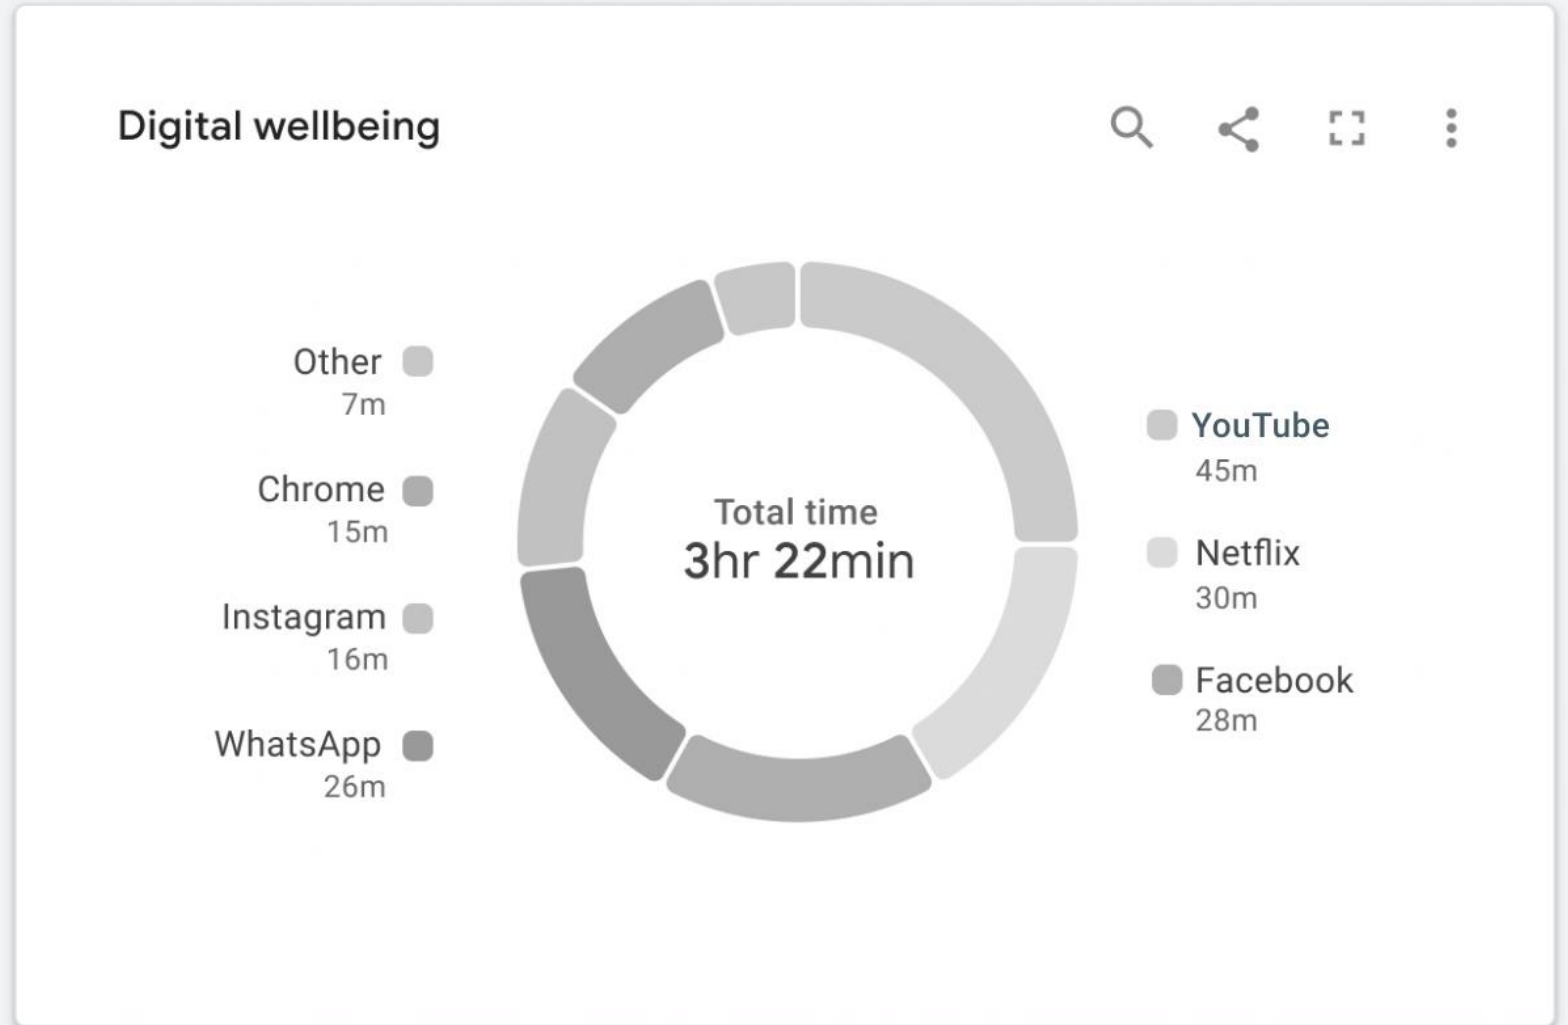 Digital wellbeing
Other
7m
Chrome
15m
Instagram
16m
WhatsApp
26m
Total time
3hr 22min
YouTube
45m
Netflix
30m
Facebook
28m